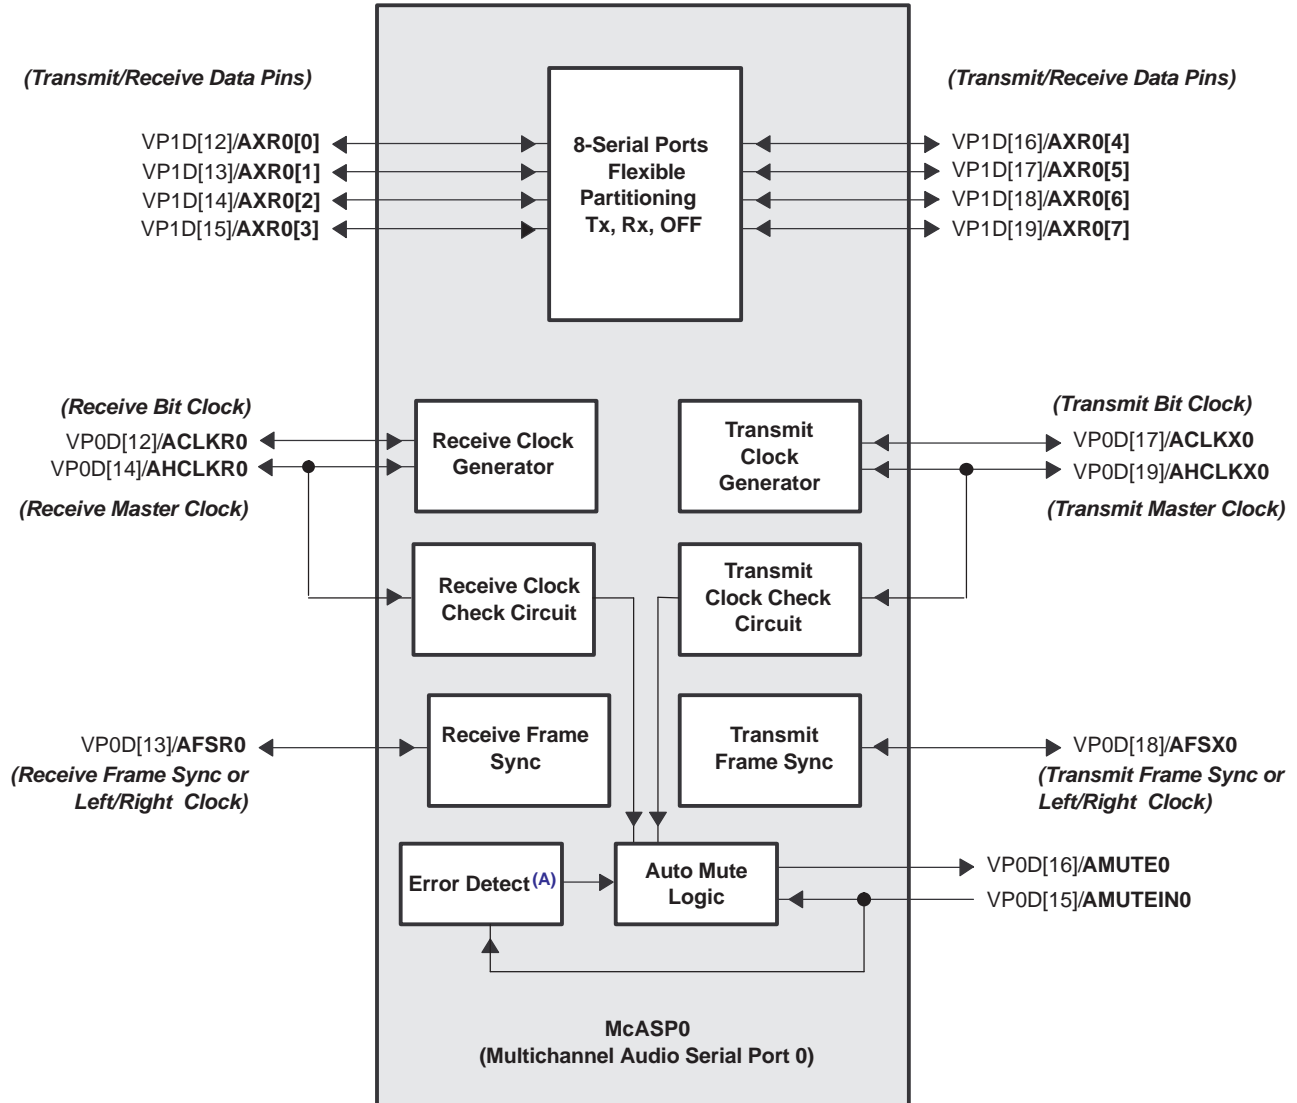 (Transmit/Receive Data Pins)
(Transmit/Receive Data Pins)
VP1D[12]/AXR0[0]
VP1D[13]/AXR0[1]
VP1D[14]/AXR0[2]
VP1D[15]/AXR0[3]
8-Serial Ports
Flexible
Partitioning
Tx, Rx, OFF
VP1D[16]/AXR0[4]
VP1D[17]/AXR0[5]
VP1D[18]/AXR0[6]
VP1D[19]/AXR0[7]
(Receive Bit Clock)
VP0D[12]/ACLKR0
VP0D[14]/AHCLKR0
(Receive Master Clock)
Receive Clock
Generator
Transmit
Clock
Generator
(Transmit Bit Clock)
VP0D[17]/ACLKX0
VP0D[19]/AHCLKX0
(Transmit Master Clock)
Receive Clock
Check Circuit
Transmit
Clock Check
Circuit
VP0D[13]/AFSR0
(Receive Frame Sync or
Left/Right Clock)
Receive Frame
Sync
Transmit
Frame Sync
VP0D[18]/AFSX0
(Transmit Frame Sync or
Left/Right Clock)
Error Detect(A)
Auto Mute
Logic
VP0D[16]/AMUTE0
VP0D[15]/AMUTEIN0
McASP0
(Multichannel Audio Serial Port 0)